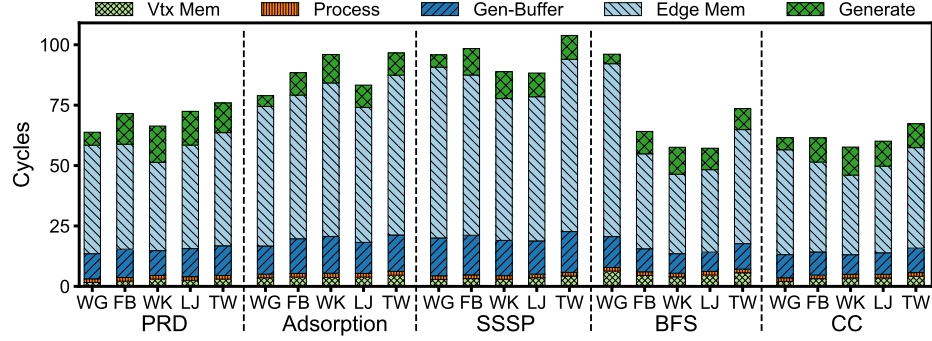 Vtx Mem Process Gen-Buffer Edge Mem Generate
100
75
50
25
0
Cycles
WG FB WK LJ TW WG FB WK LJ TW WG FB WK LJ TW WG FB WK LJ TW WG FB WK LJ TW
PRD Adsorption SSSP BFS CC